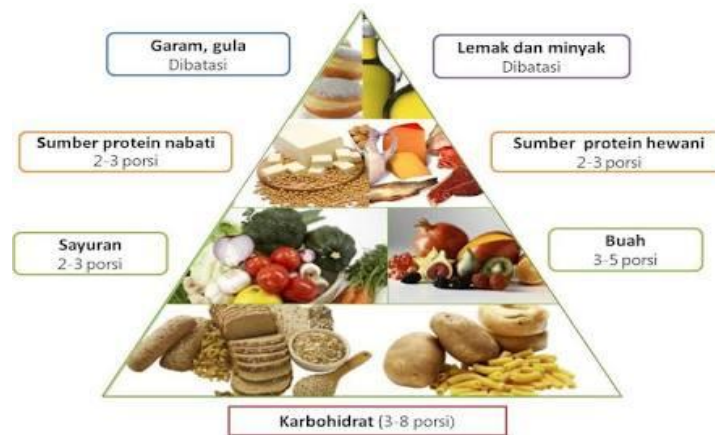 Garam, gula
Dibatasi
Lemak dan minyak
Dibatasi
Sumber protein nabati
2-3 porsi
Sumber protein hewani
2-3 porsi
Sayuran
2-3 porsi
Buah
3-5 porsi
Karbohidrat (3-8 porsi)